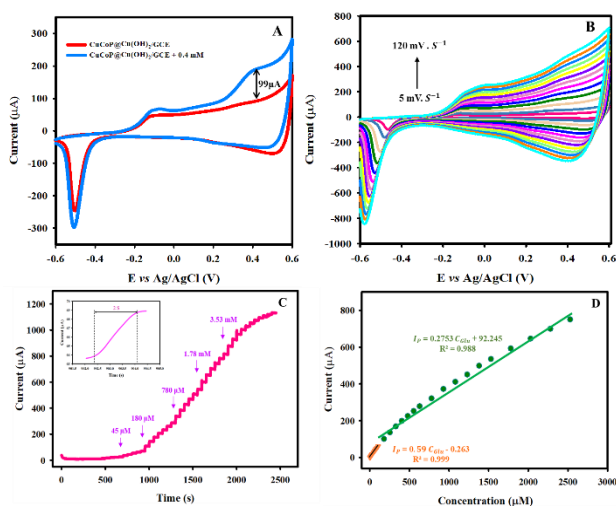 A
CuCoP@Cu(OH)₂/GCE
CuCoP@Cu(OH)₂/GCE + 0.4 mM
99µA
300
200
100
0
-100
-200
-300
Current (µA)
-0.6 -0.4 -0.2 0.0 0.2 0.4 0.6
E vs Ag/AgCl (V)
B
120 mV . S⁻¹
5 mV. S⁻¹
800
600
400
200
0
-200
-400
-600
-800
-1000
Current (µA)
-0.6 -0.4 -0.1 0.1 0.4 0.6
E vs Ag/AgCl (V)
C
3.53 mM
1.78 mM
780 µM
180 µM
45 µM
Current (µA)
Time (s)
1200
1000
800
600
400
200
0
Current (µA)
0 500 1000 1500 2000 2500
Time (s)
D
I_P = 0.2753 C_Glu + 92.245
R² = 0.988
I_P = 0.59 C_Glu - 0.263
R² = 0.999
1000
800
600
400
200
0
Current (µA)
0 500 1000 1500 2000 2500 3000
Concentration (µM)